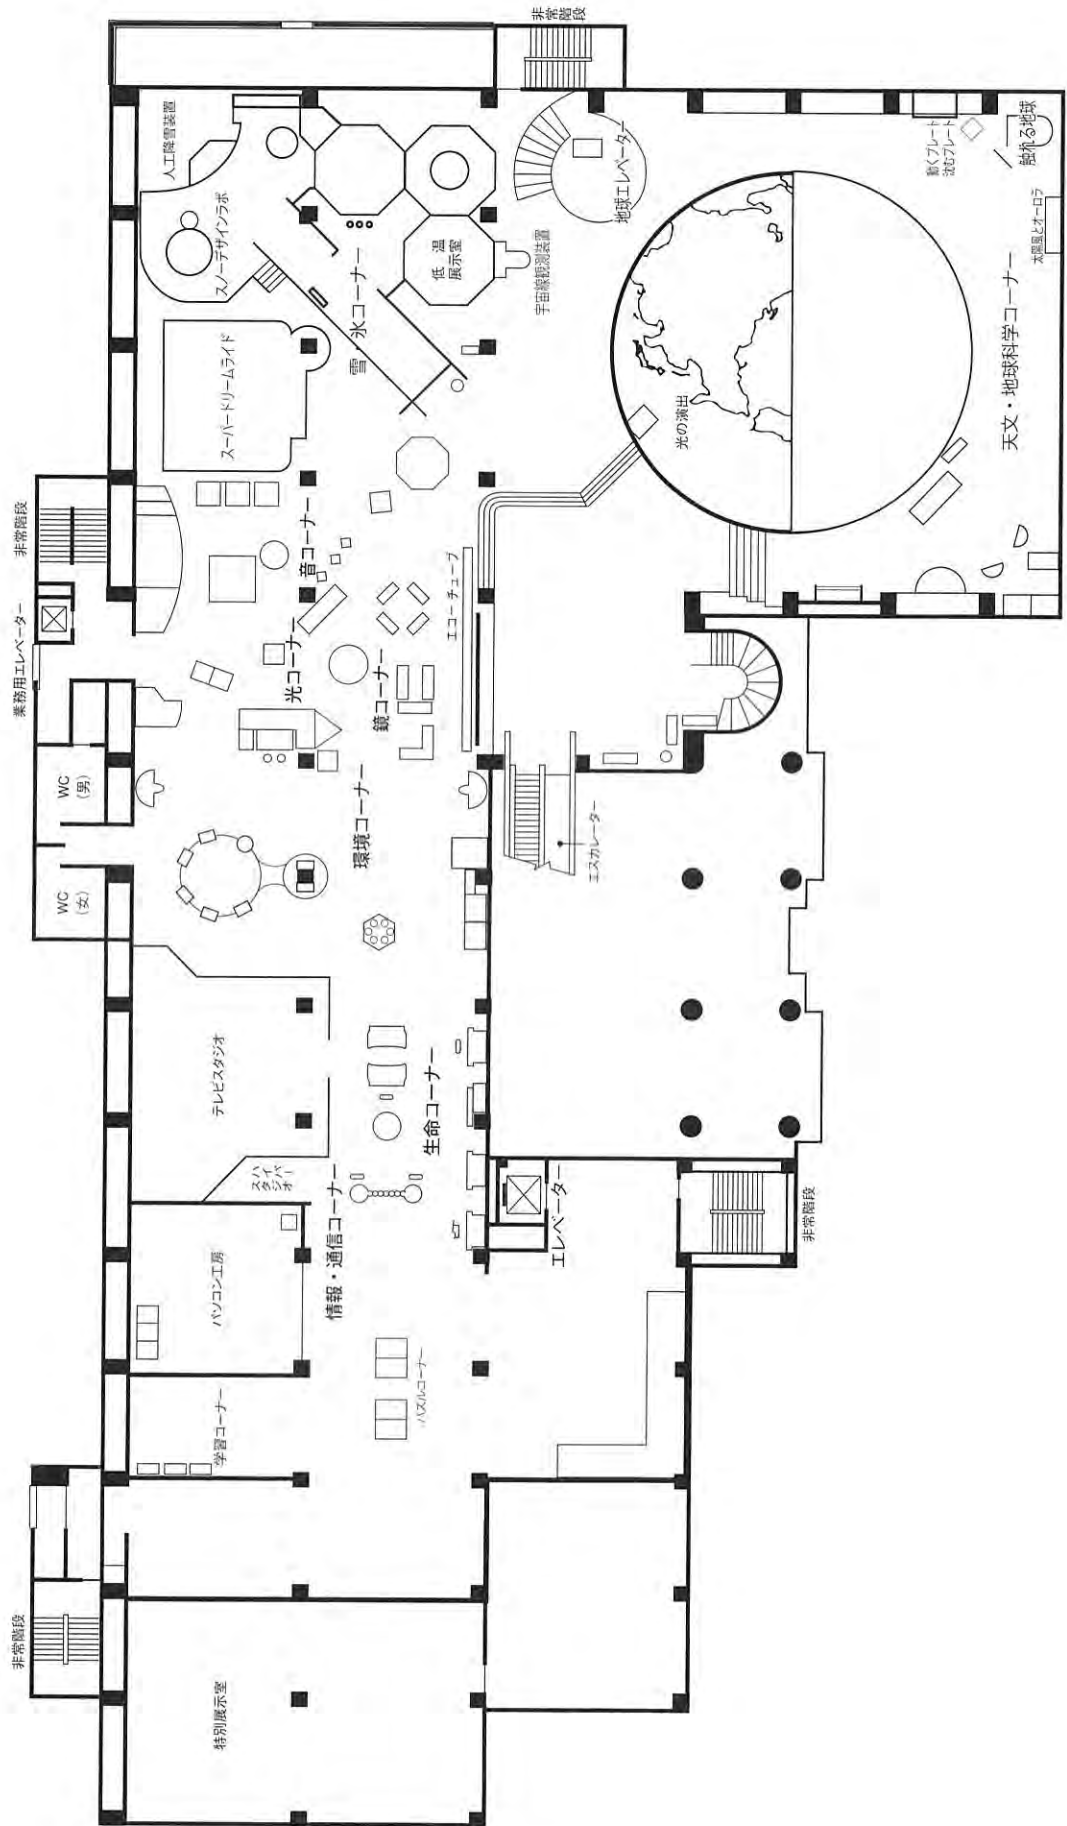 非常階段
業務用エレベーター
非常階段
非常階段
WC
(女)
WC
(男)
特別展示室
学習コーナー
パソコン工房
ハイパー
スタジオ
テレビスタジオ
スーパードリームライド
スノーデザインラボ
人工降雪装置
情報・通信コーナー
パズルコーナー
生命コーナー
環境コーナー
鏡コーナー
光コーナー
音コーナー
雪・氷コーナー
低温
展示室
エコーチューブ
宇宙線観測装置
地球エレベーター
エレベーター
エスカレーター
光の演出
動くプレート
沈むプレート
触れる地球
太陽風とオーロラ
天文・地球科学コーナー
非常階段